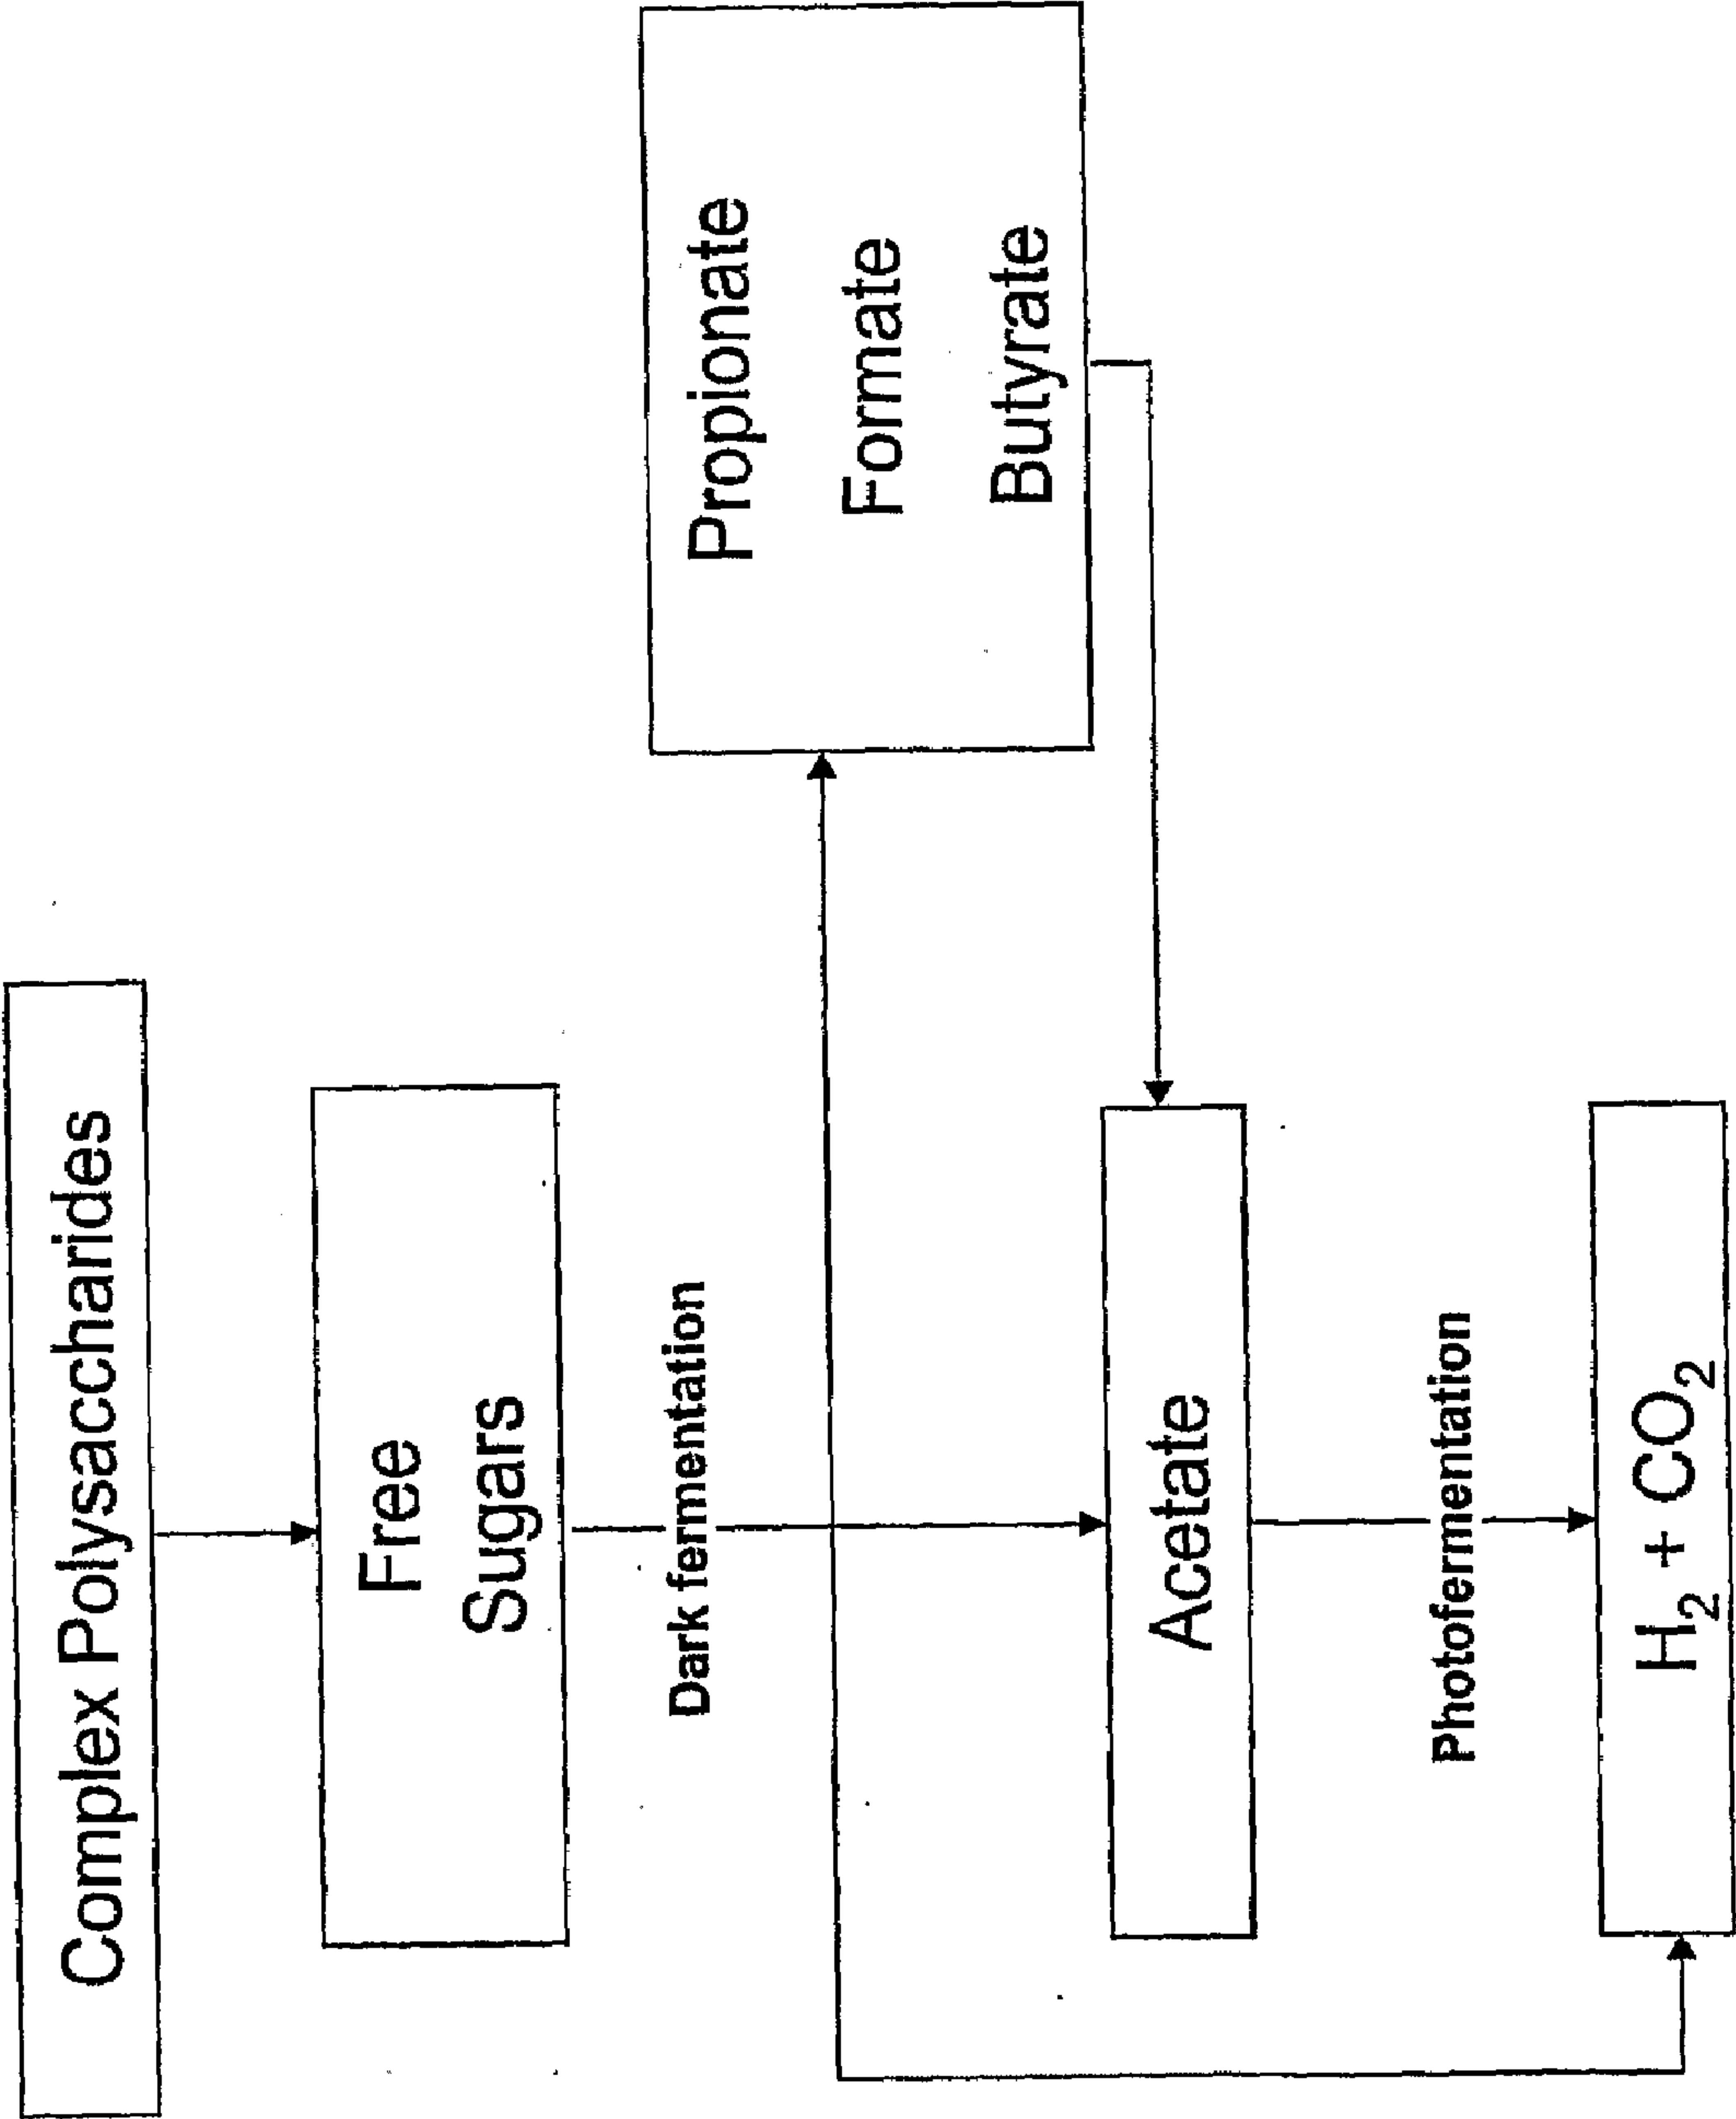 Complex Polysaccharides
Free
Sugars
Dark fermentation
Propionate
Formate
Butyrate
Acetate
Photofermentation
H₂ + CO₂